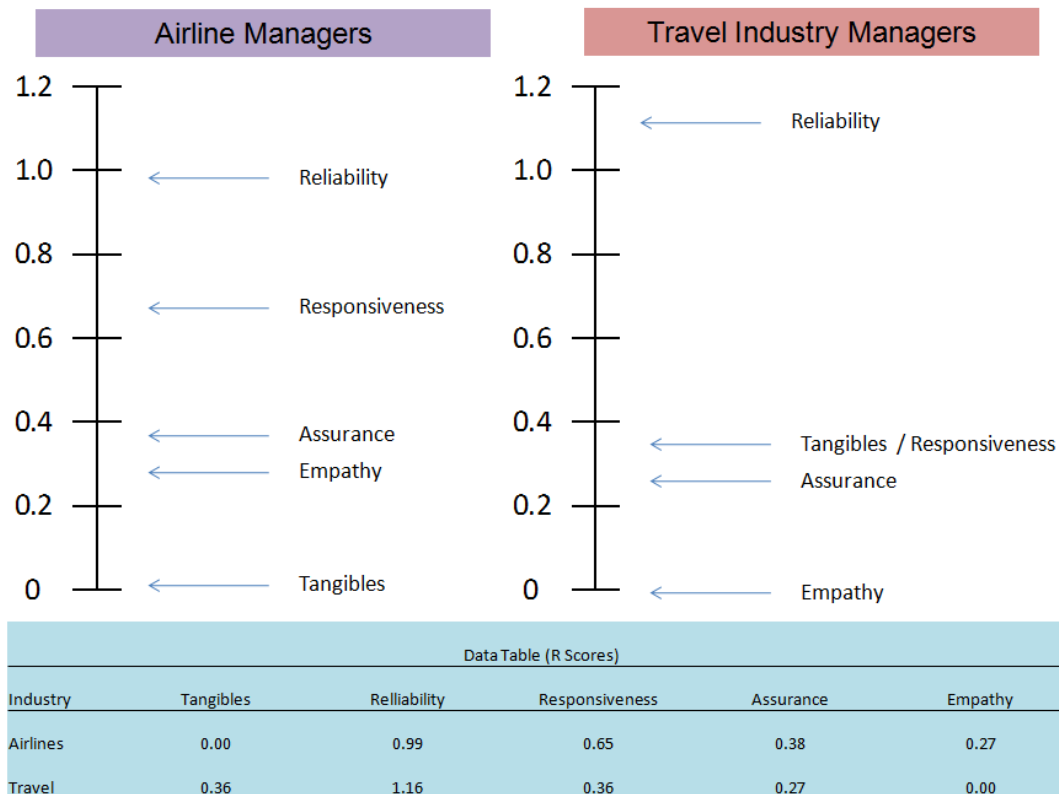 Airline Managers
Travel Industry Managers
1.2
1.0
0.8
0.6
0.4
0.2
0
Reliability
Responsiveness
Assurance
Empathy
Tangibles
1.2
1.0
0.8
0.6
0.4
0.2
0
Reliability
Tangibles / Responsiveness
Assurance
Empathy
Data Table (R Scores)
Industry Tangibles Relliability Responsiveness Assurance Empathy
Airlines 0.00 0.99 0.65 0.38 0.27
Travel 0.36 1.16 0.36 0.27 0.00